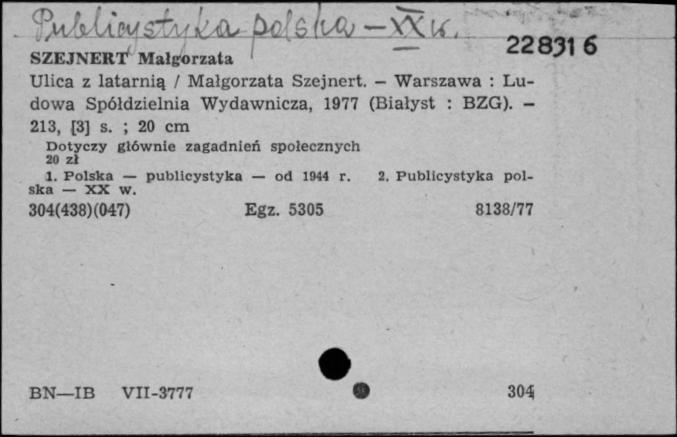 Publicystyka polska – XX w.
228316
SZEJNERT Małgorzata
Ulica z latarnią / Małgorzata Szejnert. – Warszawa : Lu-
dowa Spółdzielnia Wydawnicza, 1977 (Białyst : BZG). –
213, [3] s. ; 20 cm
Dotyczy głównie zagadnień społecznych
20 zł
1. Polska — publicystyka — od 1944 r. 2. Publicystyka pol-
ska — XX w.
304(438)(047) Egz. 5305 8138/77
BN—IB VII-3777 304